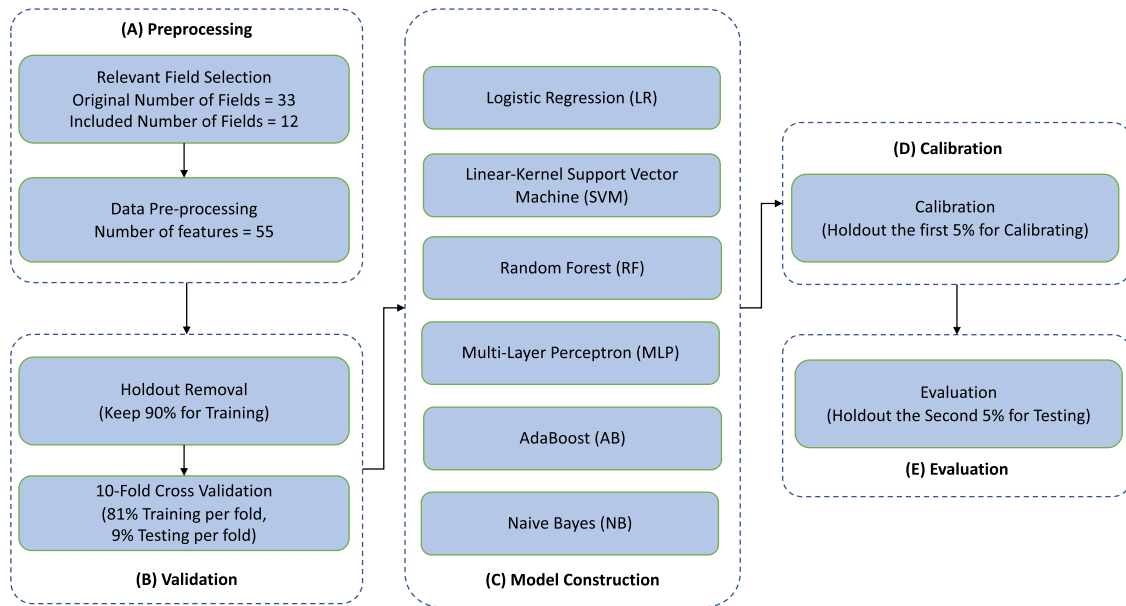 (A) Preprocessing
Relevant Field Selection
Original Number of Fields = 33
Included Number of Fields = 12
Data Pre-processing
Number of features = 55
Holdout Removal
(Keep 90% for Training)
10-Fold Cross Validation
(81% Training per fold,
9% Testing per fold)
(B) Validation
Logistic Regression (LR)
Linear-Kernel Support Vector
Machine (SVM)
Random Forest (RF)
Multi-Layer Perceptron (MLP)
AdaBoost (AB)
Naive Bayes (NB)
(C) Model Construction
(D) Calibration
Calibration
(Holdout the first 5% for Calibrating)
Evaluation
(Holdout the Second 5% for Testing)
(E) Evaluation